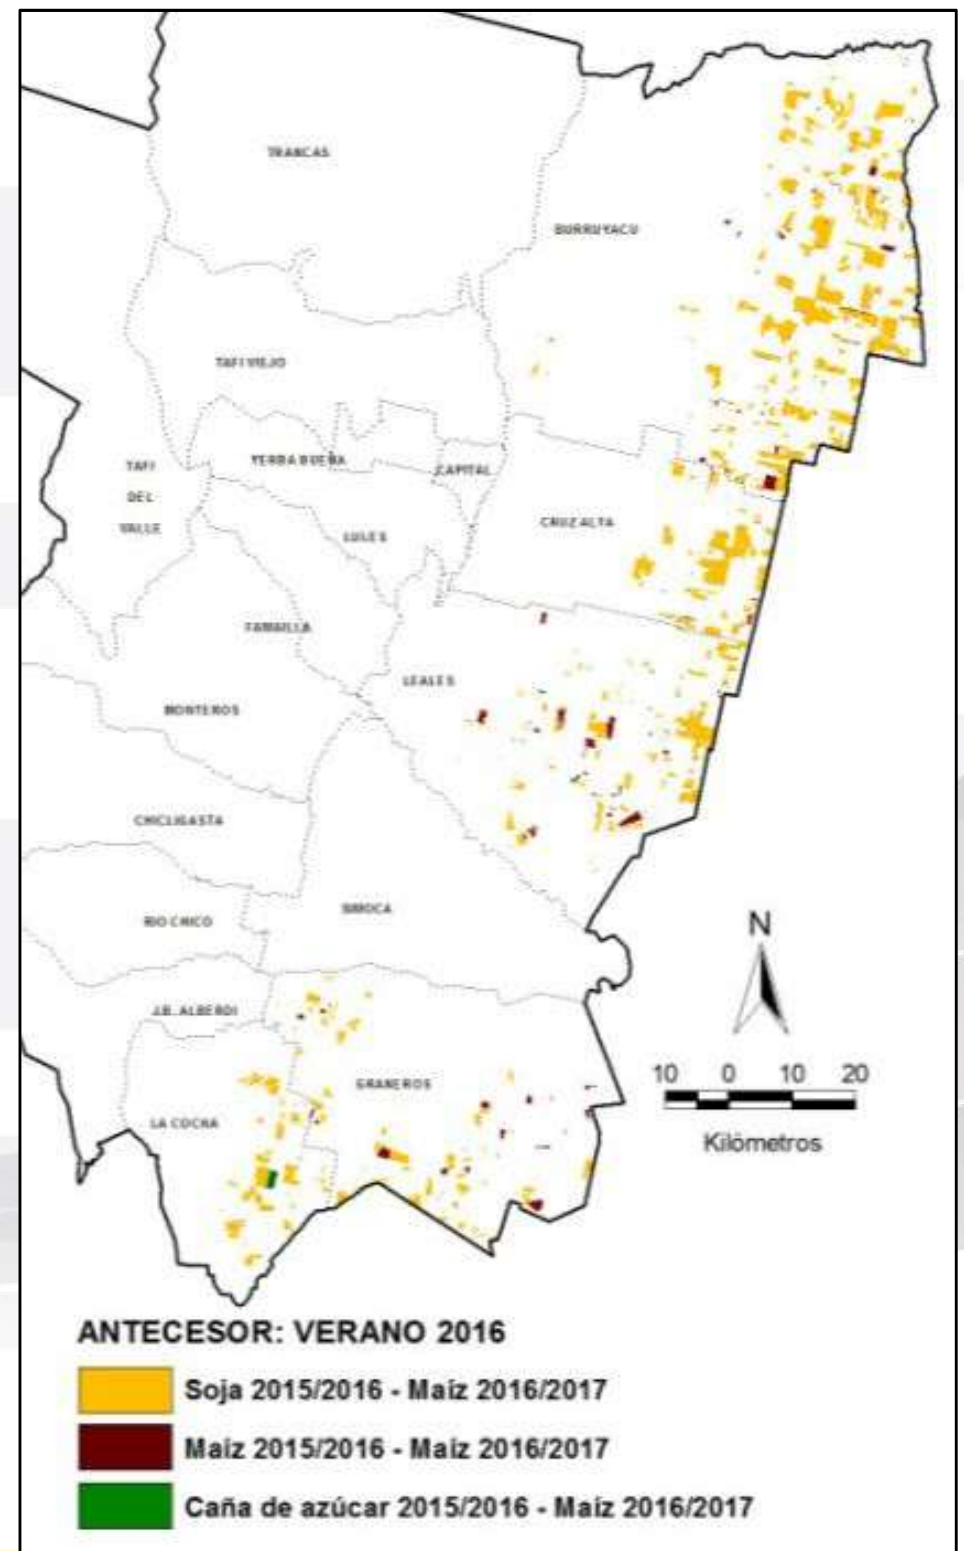 TRANCAS
BURRUYACU
TAFI VIEJO
YERBA BUENA
CAPITAL
TAFI
DEL
VALLE
CRUZ ALTA
LULES
FAMAILLA
LEALES
MONTEROS
CHICLIGASTA
SIMOCA
RIO CHICO
N
J.B. ALBERDI
GRANEROS
LA COCHA
10 0 10 20
Kilómetros
ANTECESOR: VERANO 2016
Soja 2015/2016 - Maíz 2016/2017
Maíz 2015/2016 - Maíz 2016/2017
Caña de azúcar 2015/2016 - Maíz 2016/2017